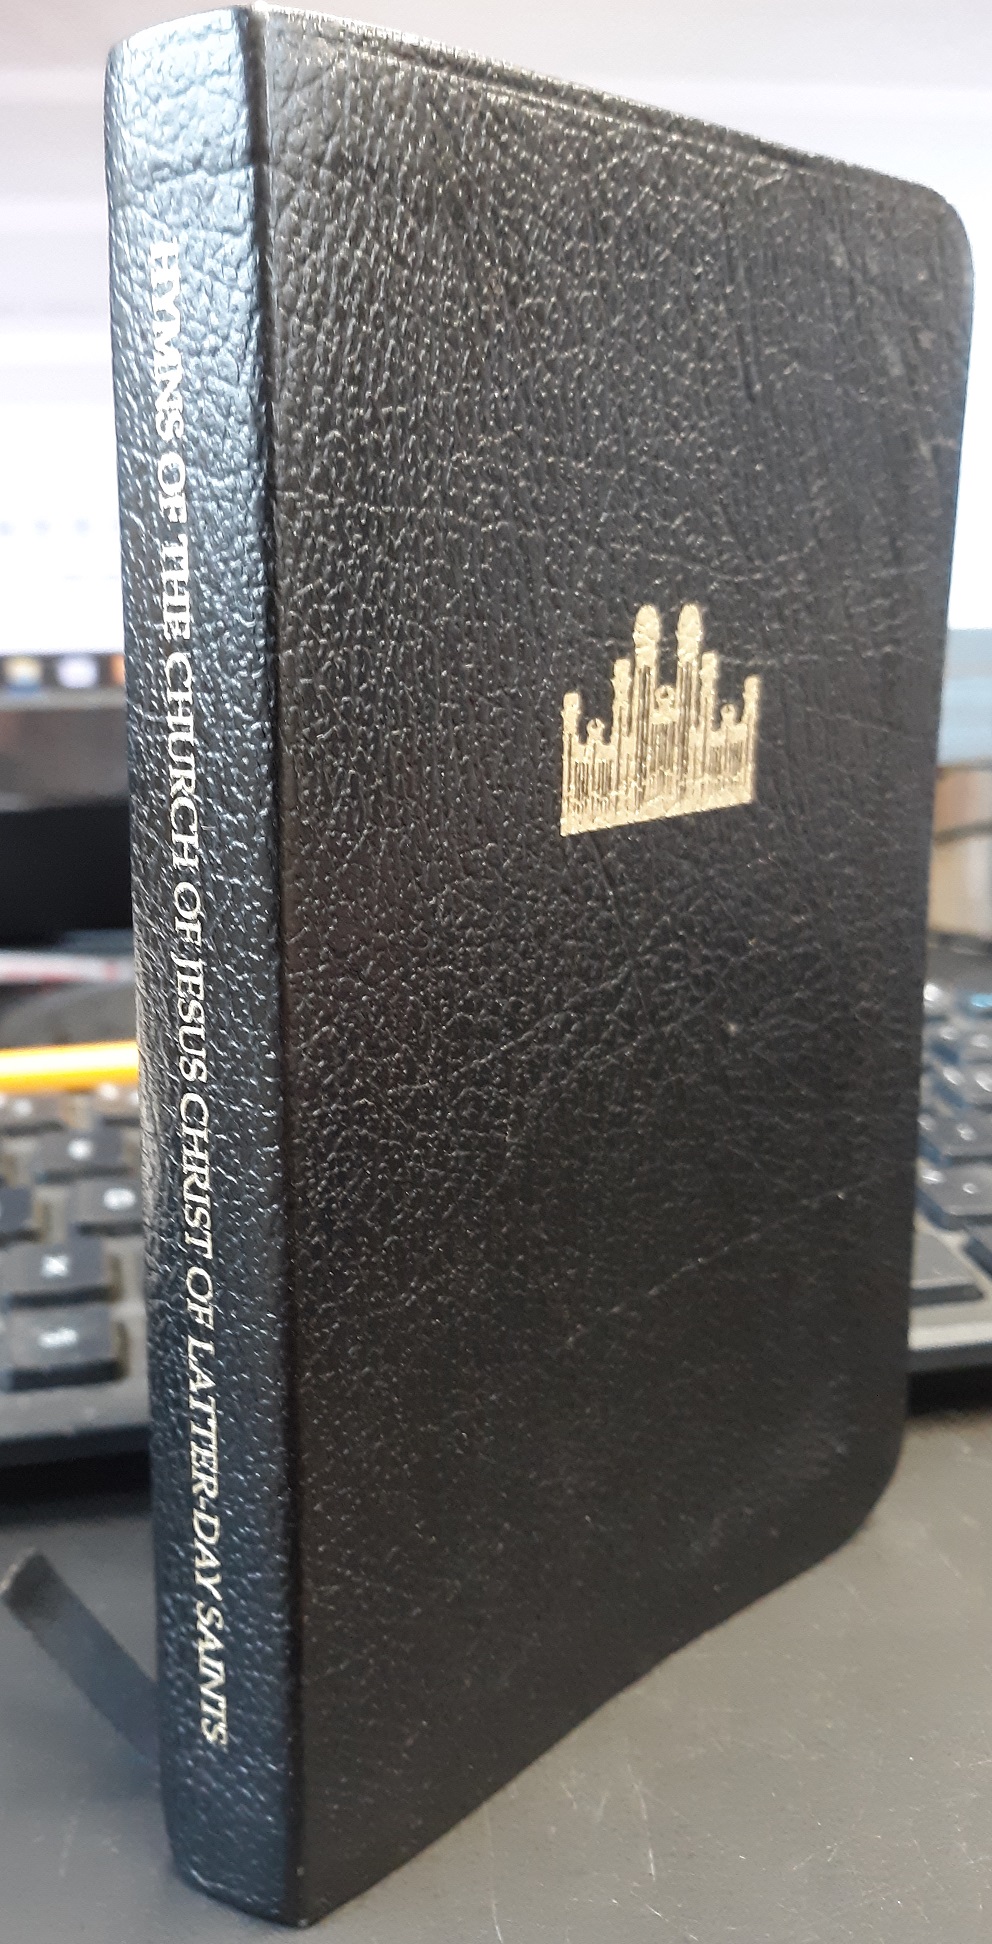 HYMNS OF THE CHURCH OF JESUS CHRIST OF LATTER-DAY SAINTS
X